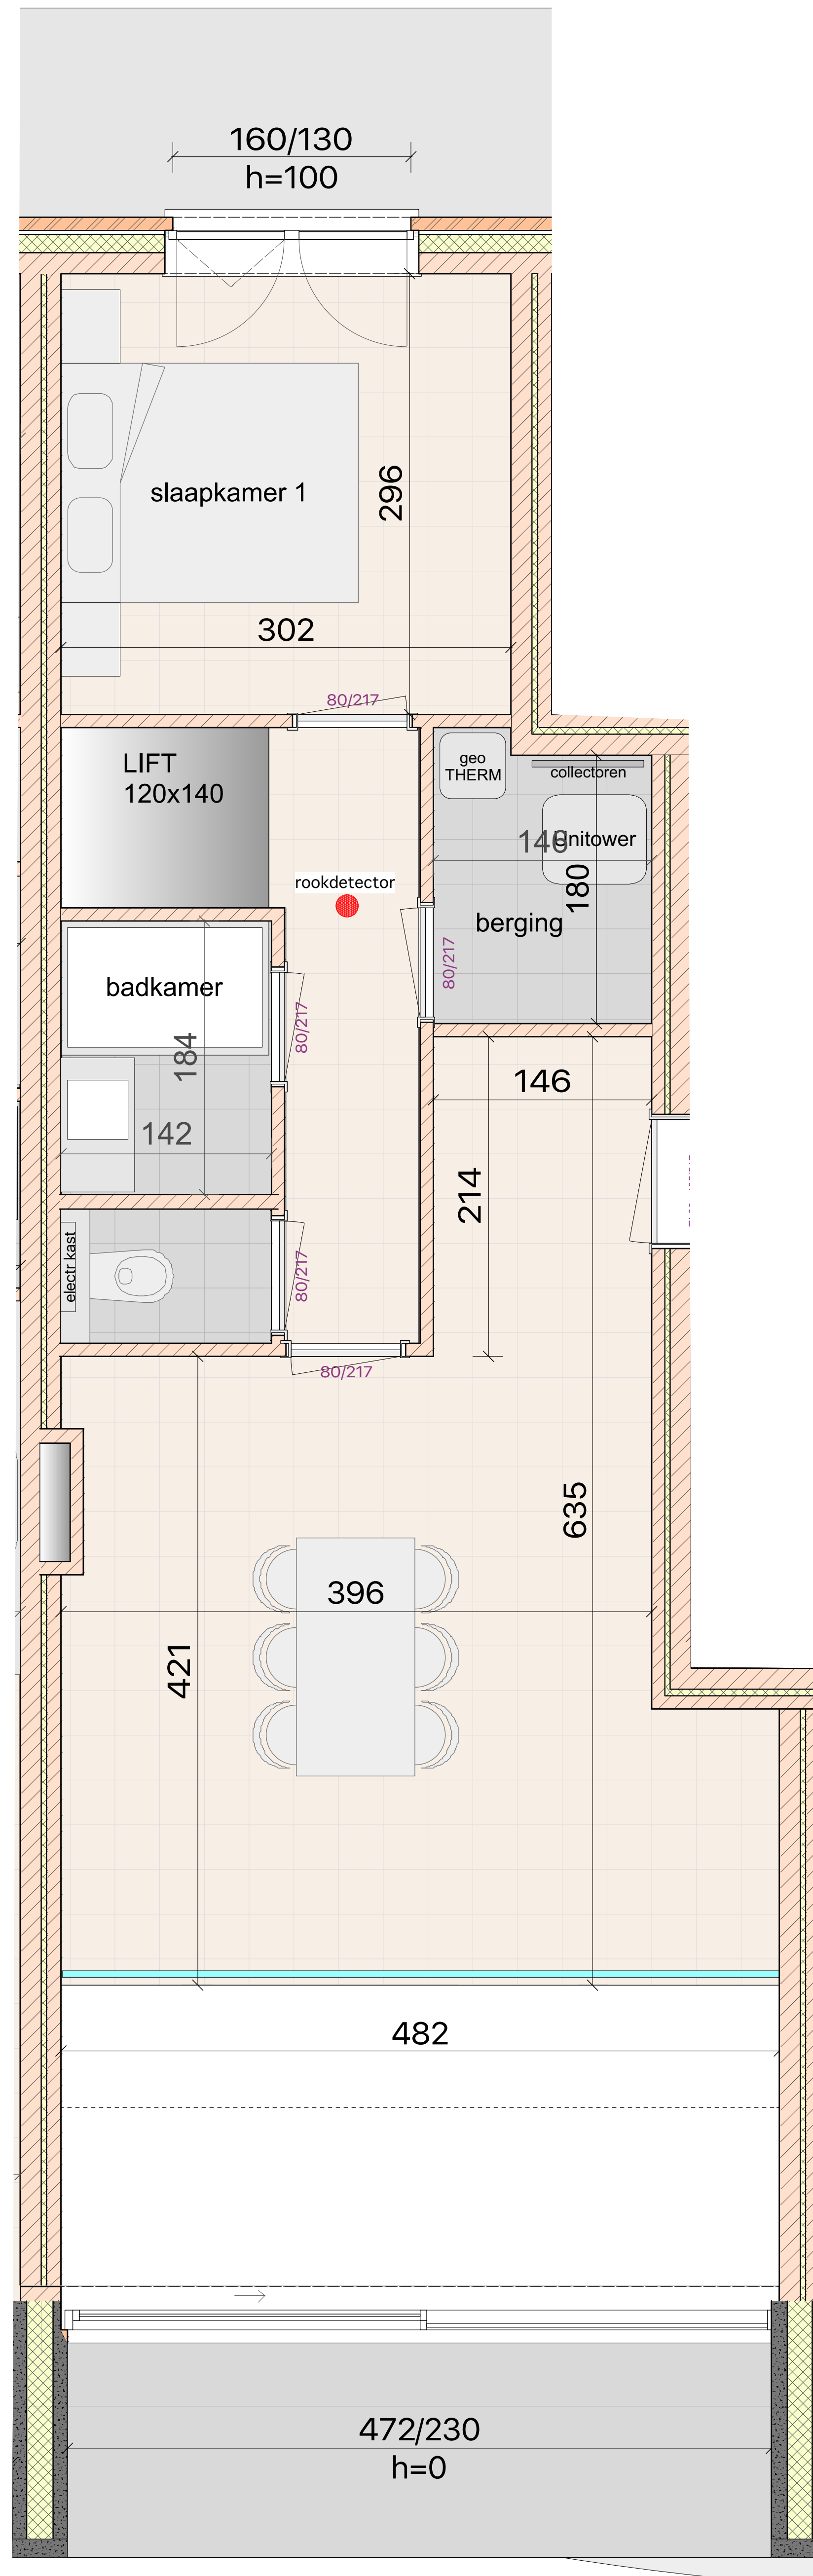 160/130
h=100
slaapkamer 1
296
302
80/217
LIFT
120x140
geo
THERM
collectoren
146
Unitower
180
rookdetector
berging
80/217
badkamer
80/217
184
142
146
214
electr kast
80/217
80/217
635
396
421
482
472/230
h=0